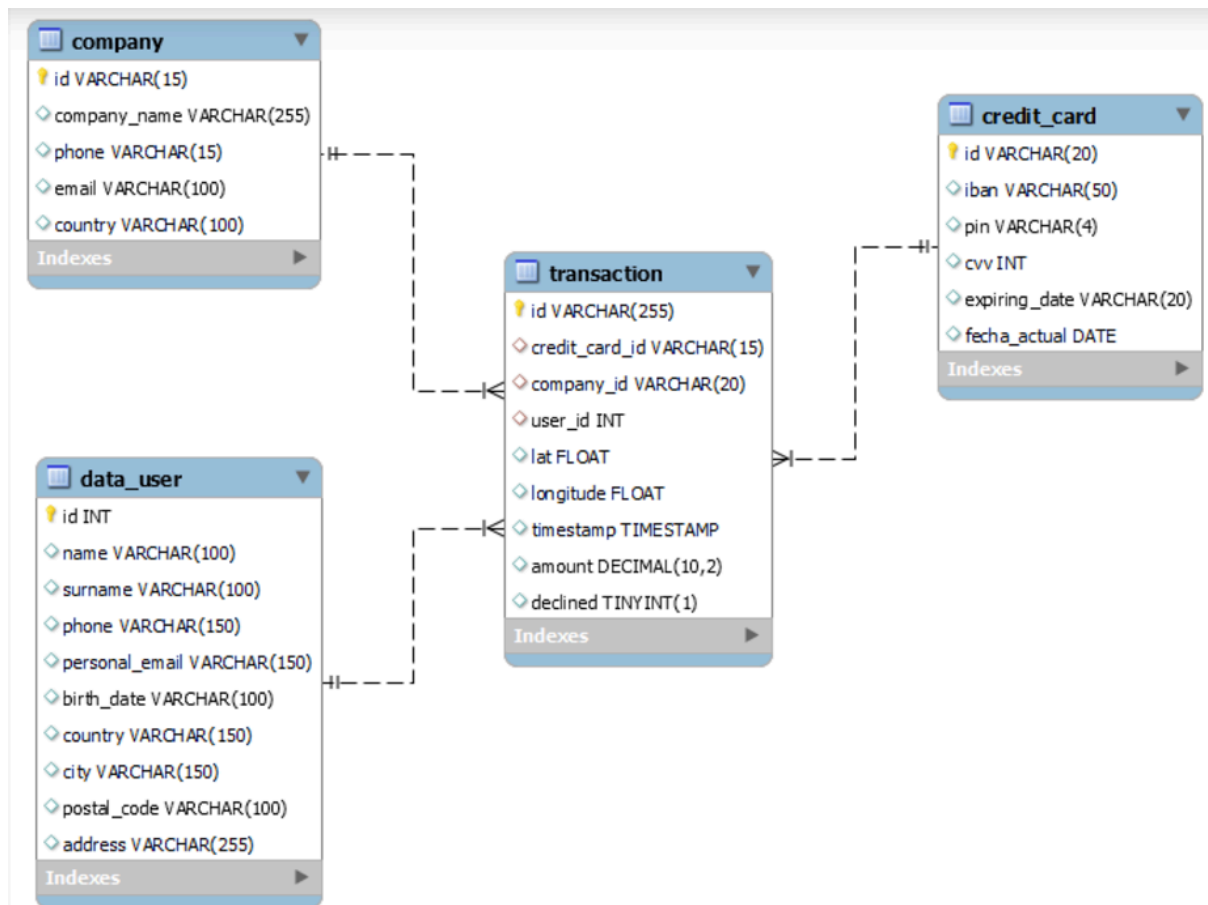 company
id VARCHAR(15)
company_name VARCHAR(255)
phone VARCHAR(15)
email VARCHAR(100)
country VARCHAR(100)
Indexes
credit_card
id VARCHAR(20)
iban VARCHAR(50)
pin VARCHAR(4)
cvv INT
expiring_date VARCHAR(20)
fecha_actual DATE
Indexes
transaction
id VARCHAR(255)
credit_card_id VARCHAR(15)
company_id VARCHAR(20)
user_id INT
lat FLOAT
longitude FLOAT
timestamp TIMESTAMP
amount DECIMAL(10,2)
declined TINYINT(1)
Indexes
data_user
id INT
name VARCHAR(100)
surname VARCHAR(100)
phone VARCHAR(150)
personal_email VARCHAR(150)
birth_date VARCHAR(100)
country VARCHAR(150)
city VARCHAR(150)
postal_code VARCHAR(100)
address VARCHAR(255)
Indexes